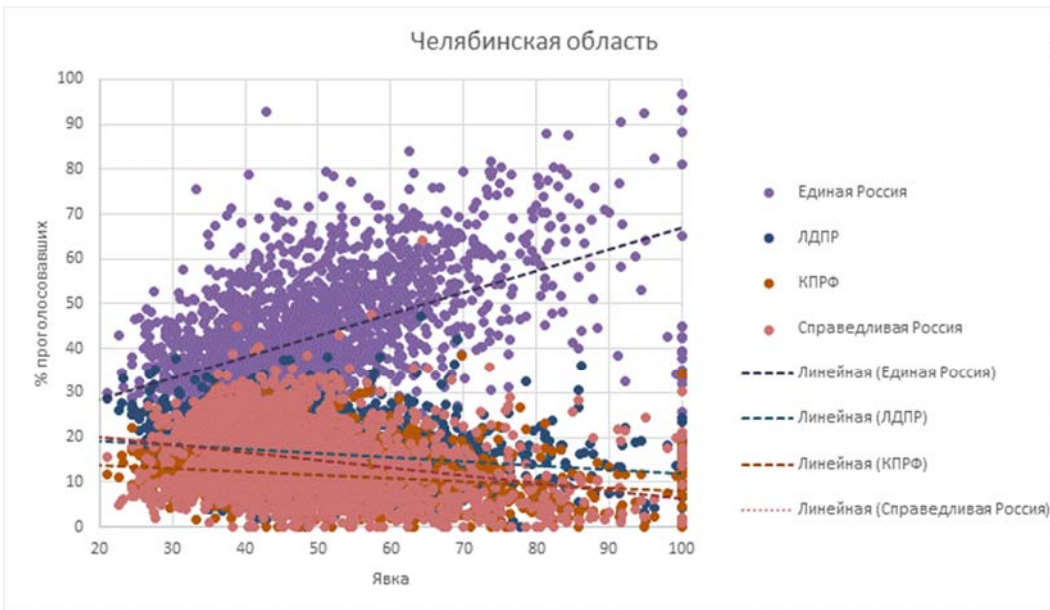 Челябинская область
% проголосовавших
100
90
80
70
60
50
40
30
20
10
0
20 30 40 50 60 70 80 90 100
Явка
Единая Россия
ЛДПР
КПРФ
Справедливая Россия
Линейная (Единая Россия)
Линейная (ЛДПР)
Линейная (КПРФ)
Линейная (Справедливая Россия)